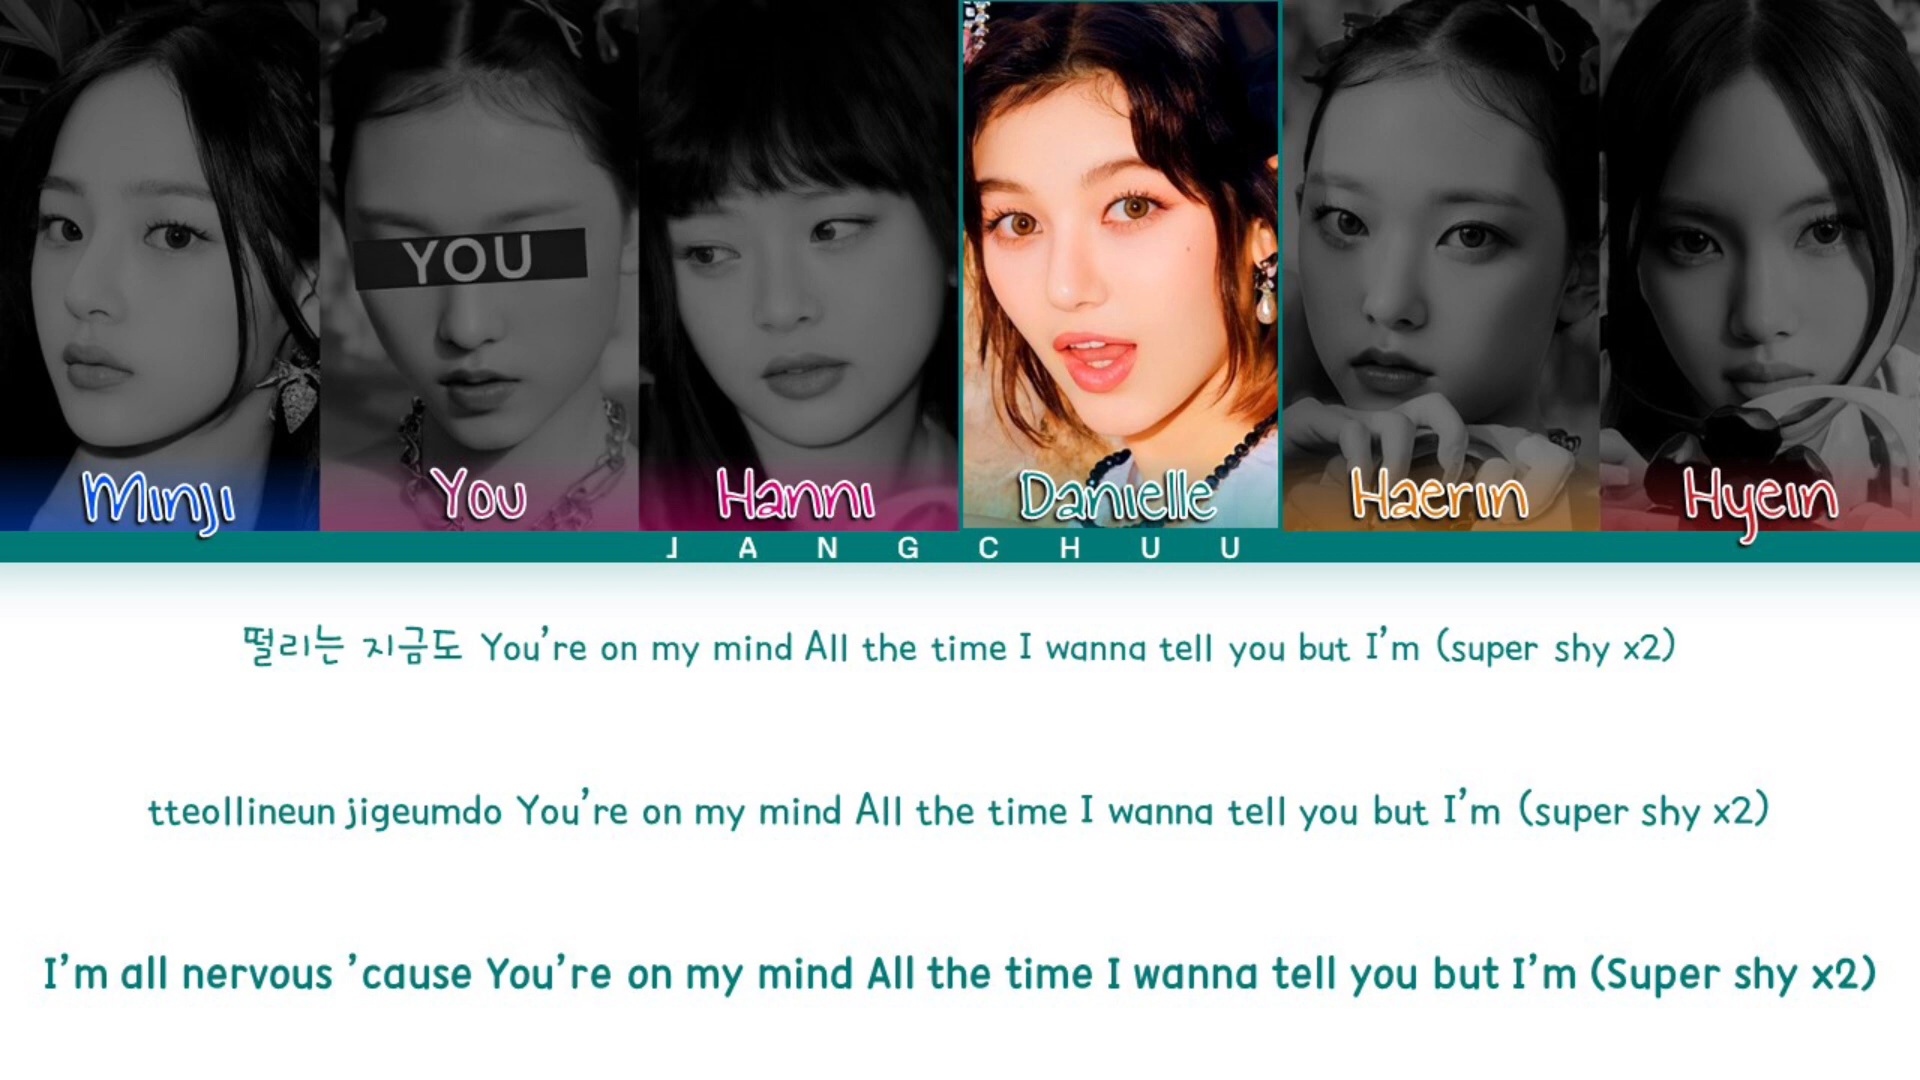 YOU
Minji You Hanni Danielle Haerin Hyein
JANGCHUU
떨리는 지금도 You're on my mind All the time I wanna tell you but I'm (super shy x2)
tteollineun jigeumdo You're on my mind All the time I wanna tell you but I'm (super shy x2)
I'm all nervous 'cause You're on my mind All the time I wanna tell you but I'm (Super shy x2)